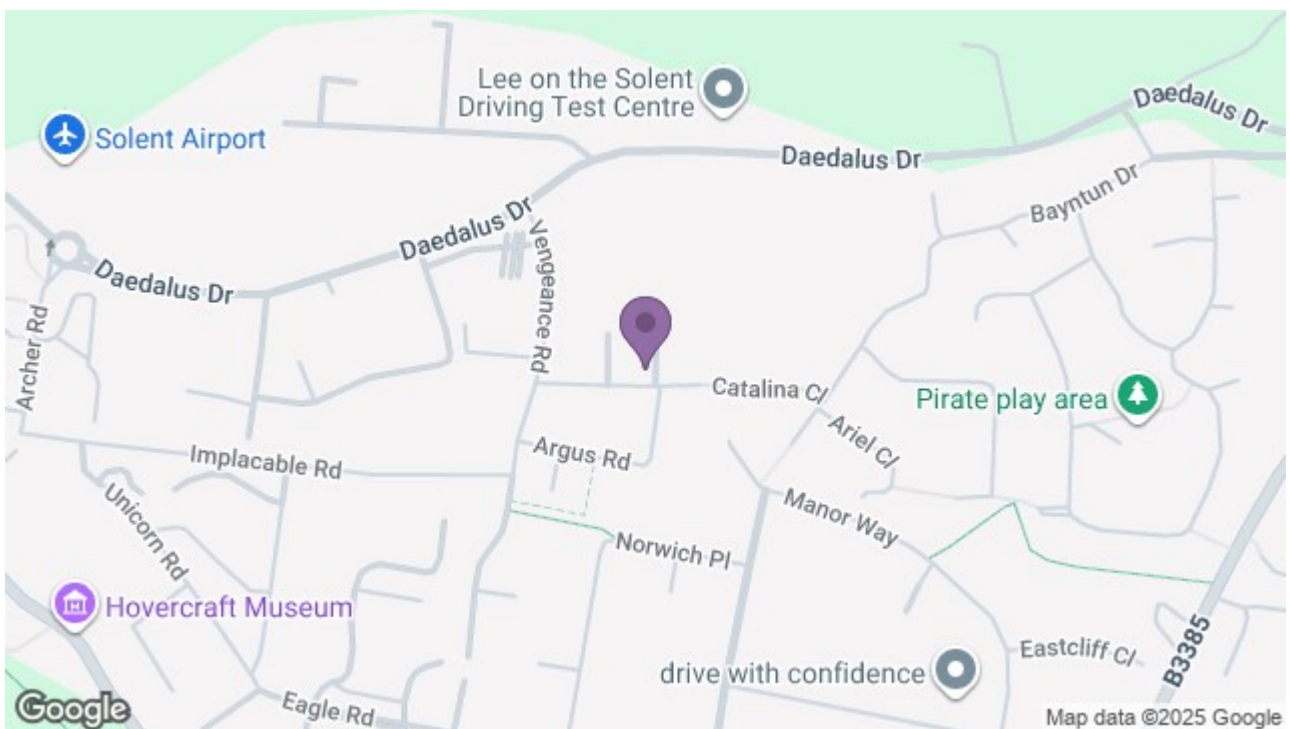 Lee on the Solent
Driving Test Centre
Daedalus Dr
Solent Airport
Daedalus Dr
Bayntun Dr
Daedalus Dr
Vengeance Rd
Daedalus Dr
Archer Rd
Catalina Cl
Pirate play area
Ariel Cl
Argus Rd
Implacable Rd
Unicorn Rd
Manor Way
Norwich Pl
Hovercraft Museum
B3385
Eastcliff Cl
drive with confidence
Eagle Rd
Google
Map data ©2025 Google